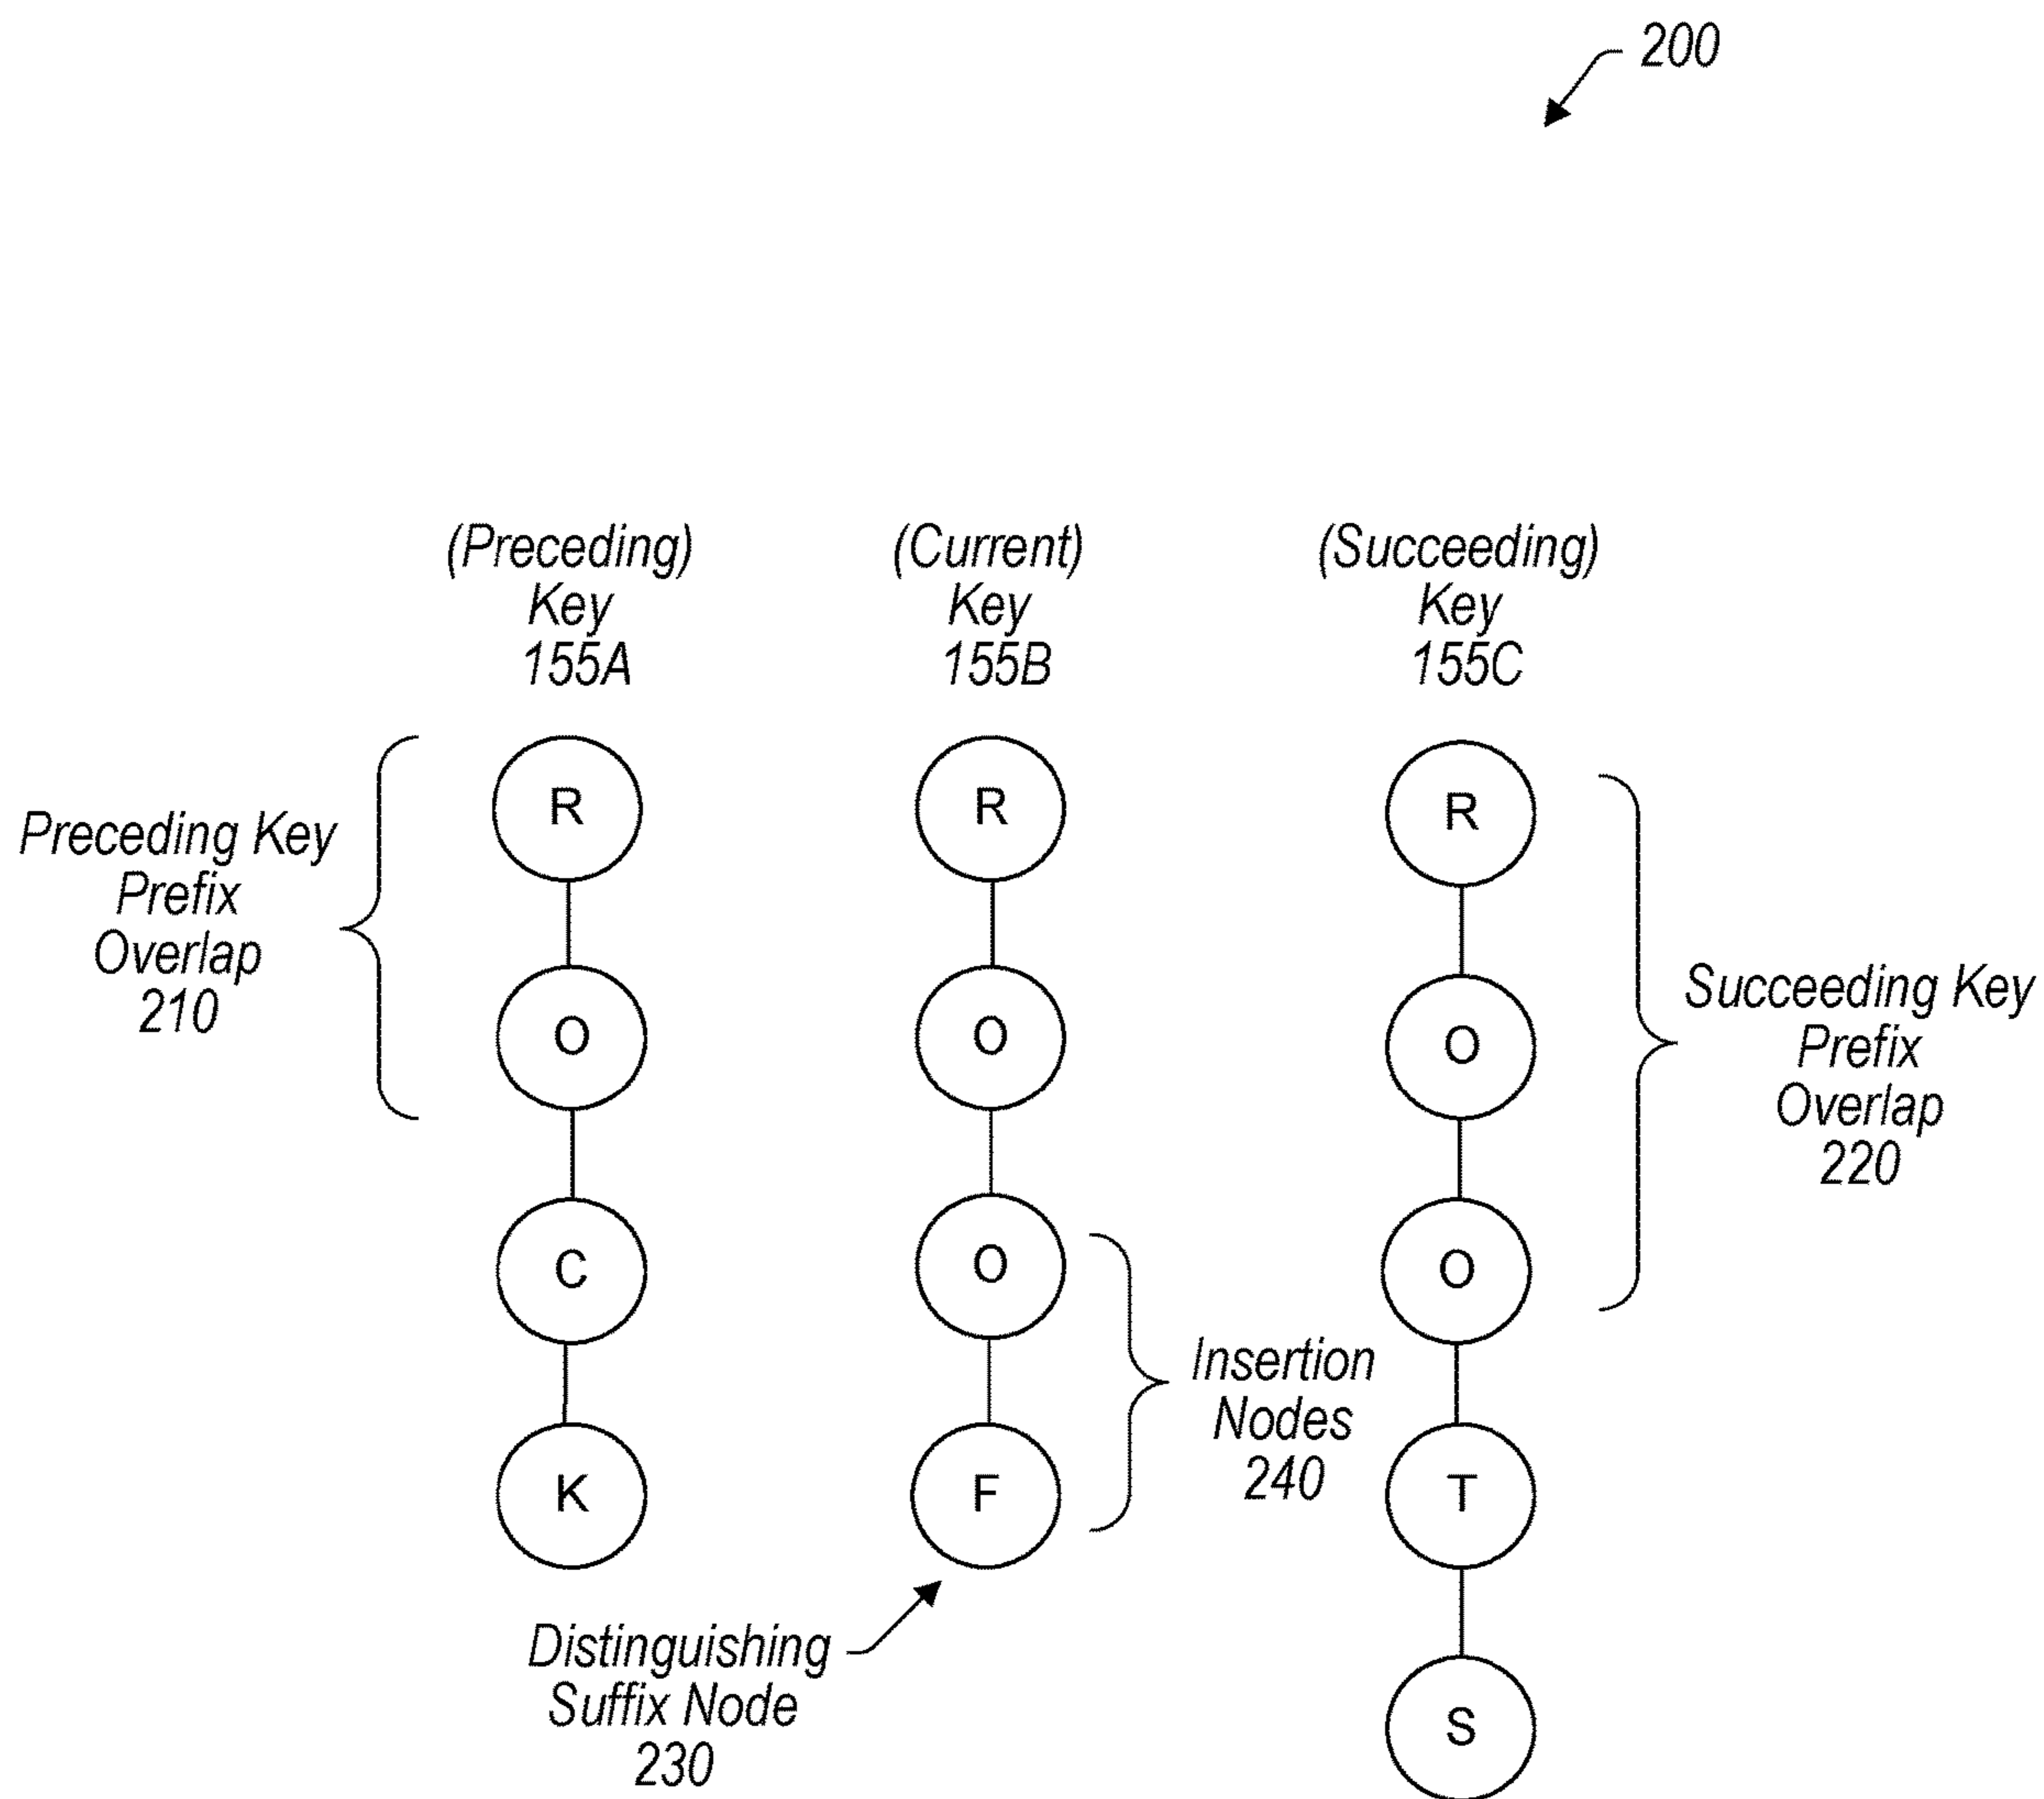 200
(Preceding)
Key
155A
(Current)
Key
155B
(Succeeding)
Key
155C
Preceding Key
Prefix
Overlap
210
R
O
C
K
R
O
O
F
R
O
O
T
S
Succeeding Key
Prefix
Overlap
220
Insertion
Nodes
240
Distinguishing
Suffix Node
230